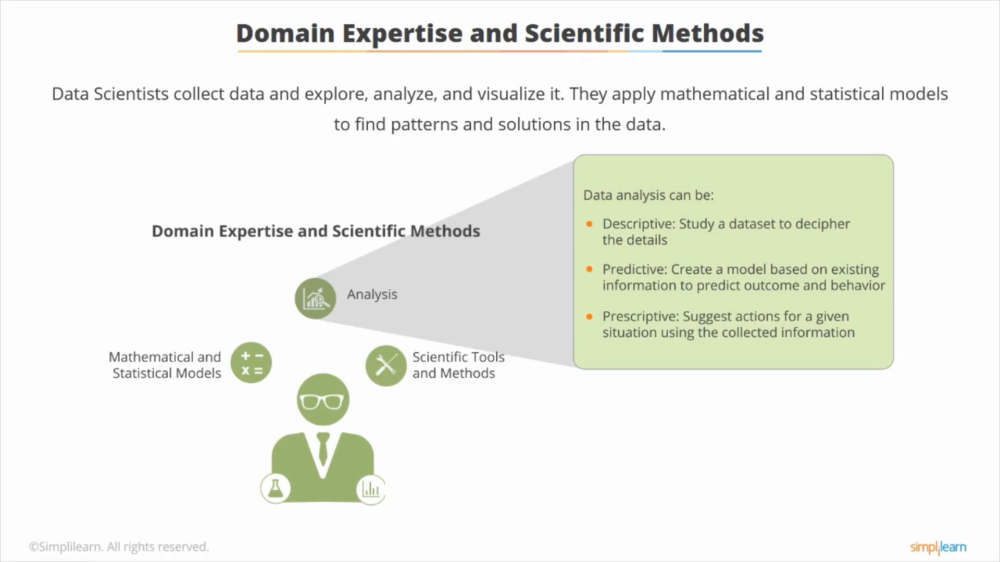 Domain Expertise and Scientific Methods
Data Scientists collect data and explore, analyze, and visualize it. They apply mathematical and statistical models
to find patterns and solutions in the data.
Domain Expertise and Scientific Methods
Analysis
Mathematical and
Statistical Models
+ −
x =
Scientific Tools
and Methods
Data analysis can be:
• Descriptive: Study a dataset to decipher
the details
• Predictive: Create a model based on existing
information to predict outcome and behavior
• Prescriptive: Suggest actions for a given
situation using the collected information
©Simplilearn. All rights reserved.
simplilearn